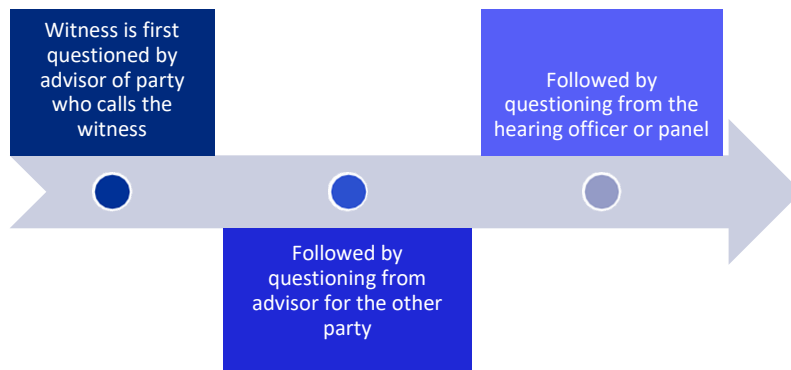 Witness is first
questioned by
advisor of party
who calls the
witness
Followed by
questioning from
advisor for the other
party
Followed by
questioning from the
hearing officer or panel